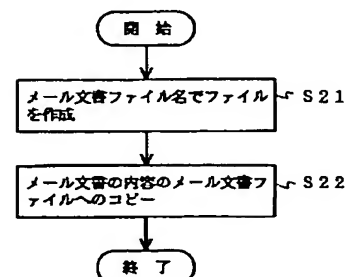 開 始
メール文書ファイル名でファイル
を作成
S21
メール文書の内容のメール文書フ
ァイルへのコピー
S22
終 了